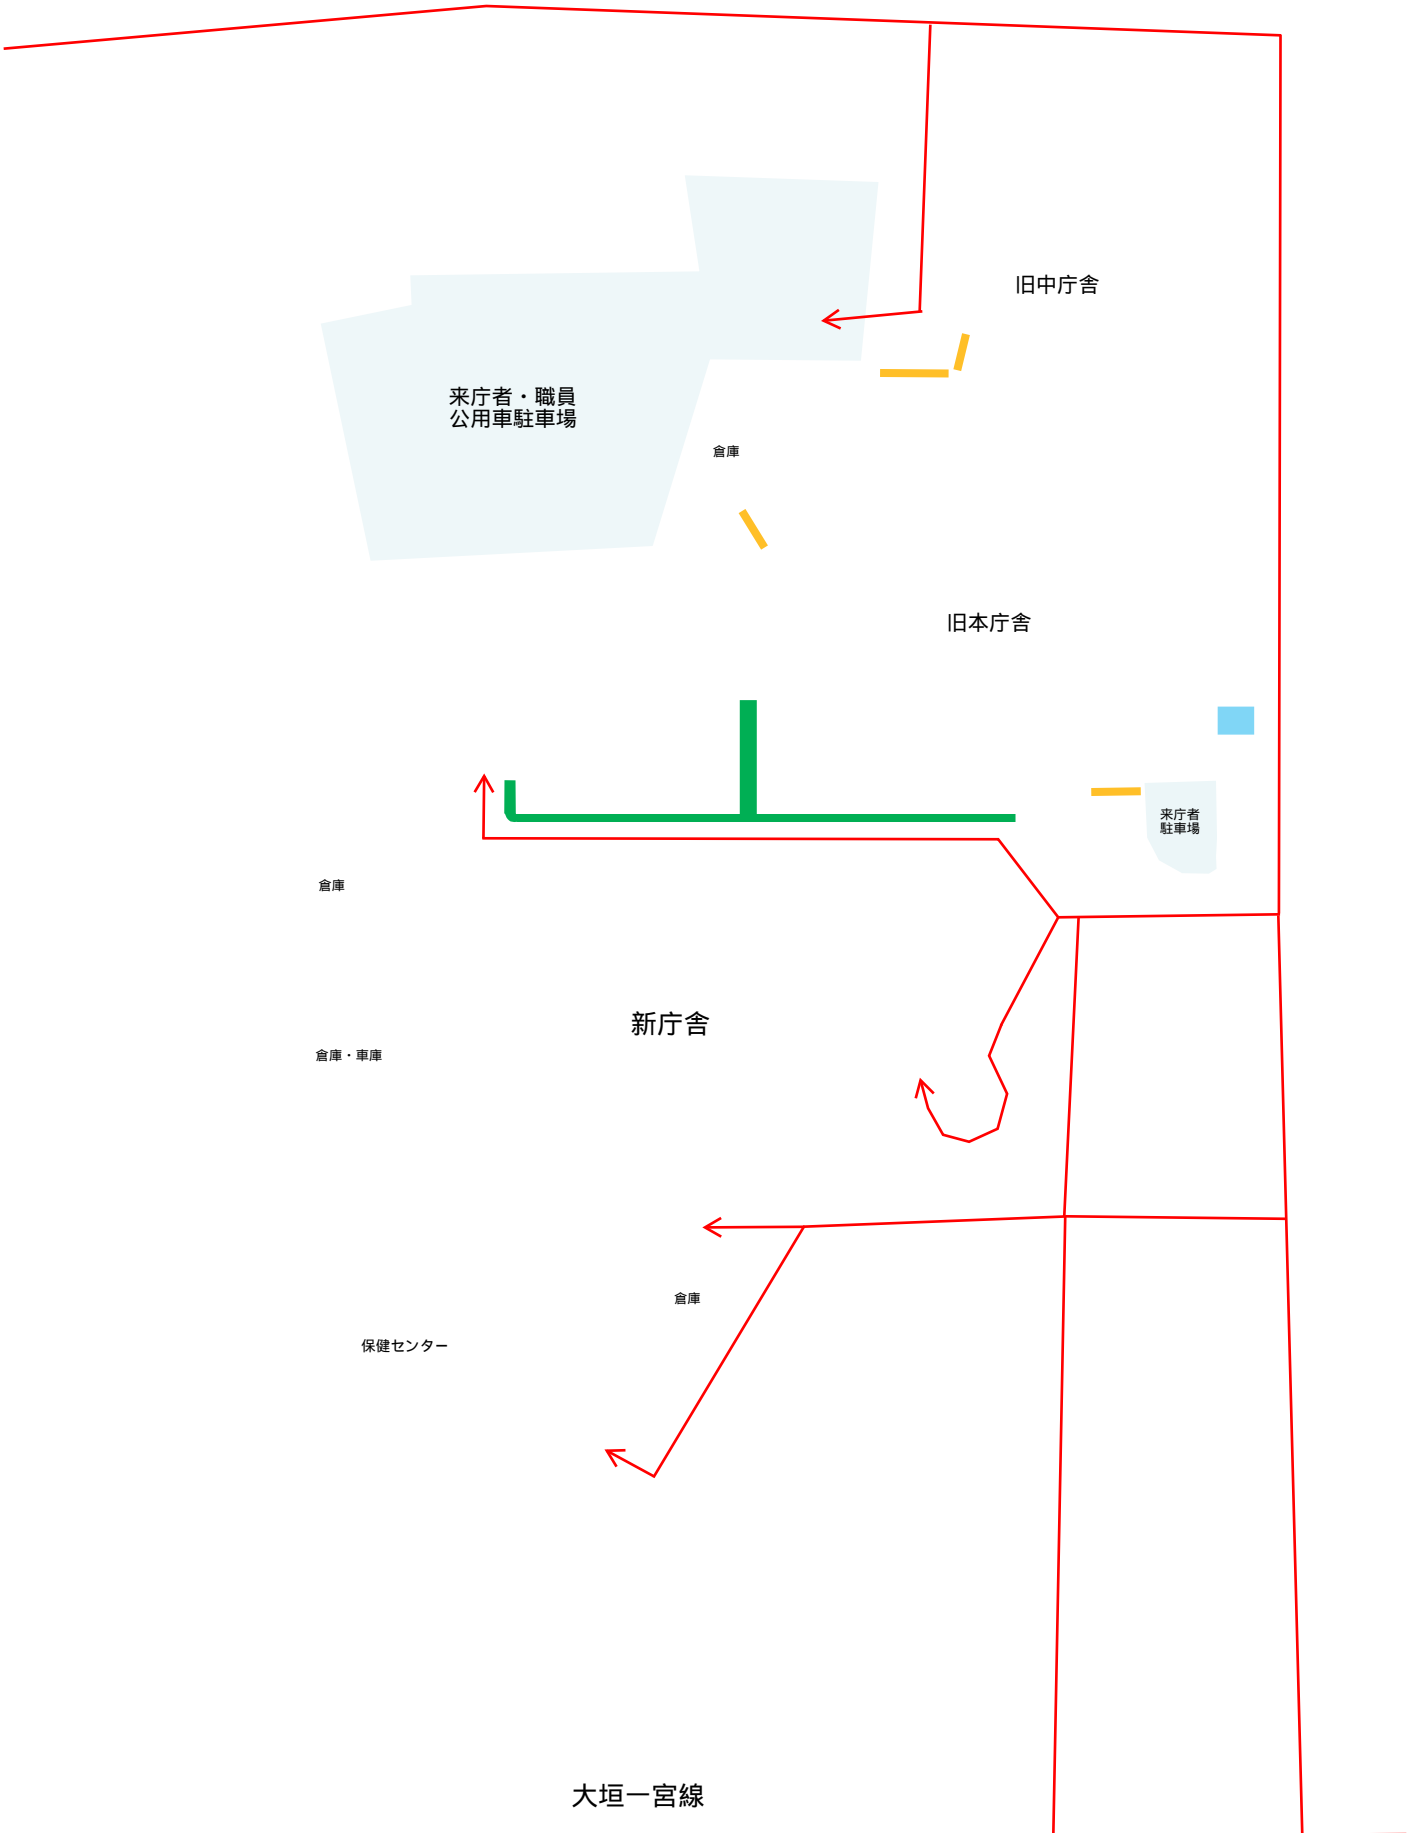 旧中庁舎
来庁者・職員
公用車駐車場
倉庫
旧本庁舎
来庁者
駐車場
倉庫
新庁舎
倉庫・車庫
倉庫
保健センター
大垣一宮線